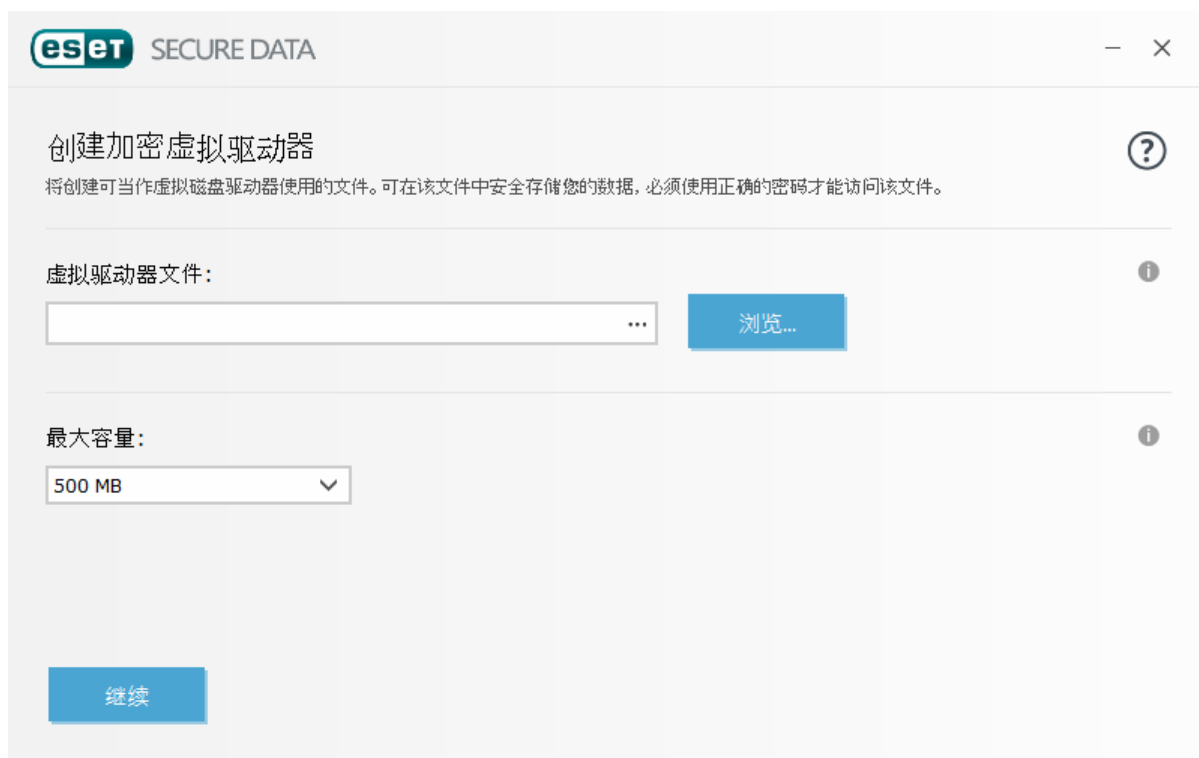 eset SECURE DATA
创建加密虚拟驱动器
将创建可当作虚拟磁盘驱动器使用的文件。可在该文件中安全存储您的数据, 必须使用正确的密码才能访问该文件。
虚拟驱动器文件:
... 浏览...
最大容量:
500 MB
继续